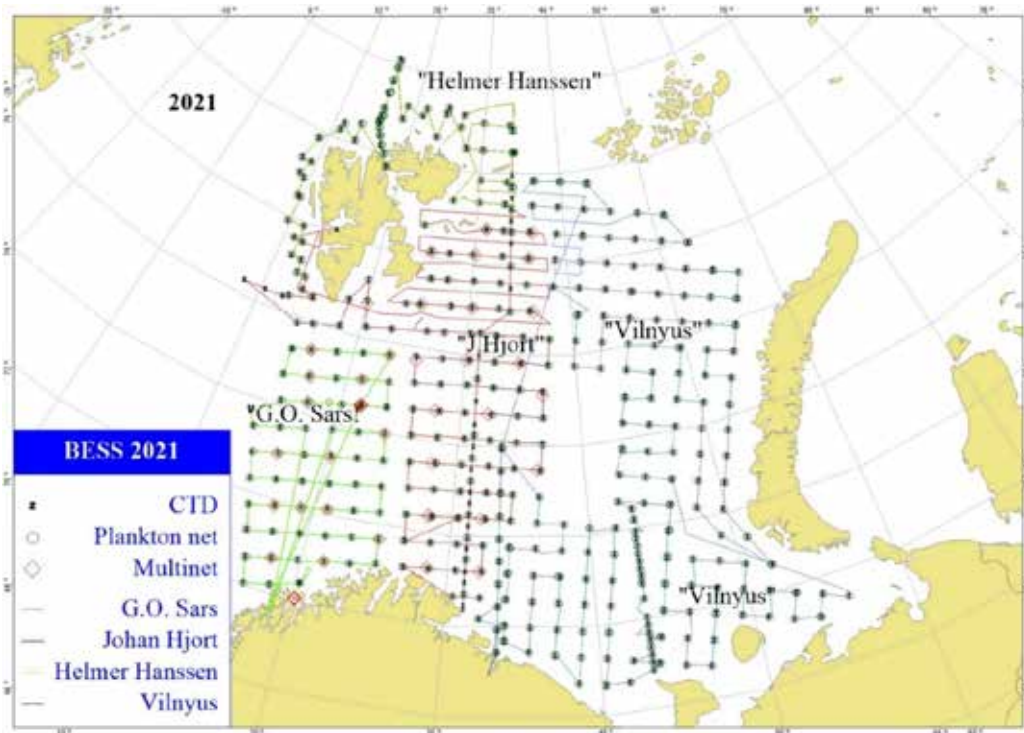 "Helmer Hanssen"
2021
"Vilnyus"
"J.Hjort"
"G.O. Sars"
BESS 2021
CTD
Plankton net
Multinet
"Vilnyus"
G.O. Sars
Johan Hjort
Helmer Hanssen
Vilnyus